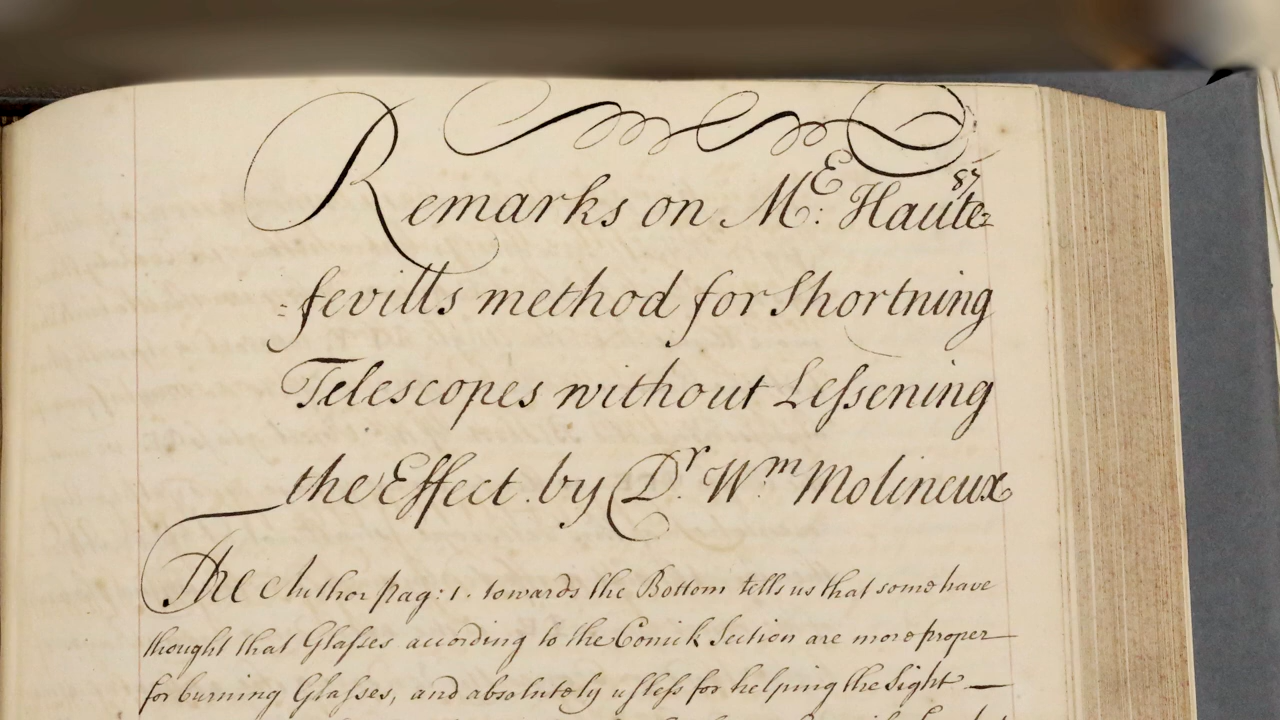 87
Remarks on M.E Haute=
=fevills method for Shortning
Telescopes without Leſsening
the Effect by Dr. Wm. Molineux
The Author pag: 1. towards the Bottom tells us that some have
thought that Glaſses according to the Conick Section are more proper
for burning Glaſses, and absolutely uſleſs for helping the Sight —